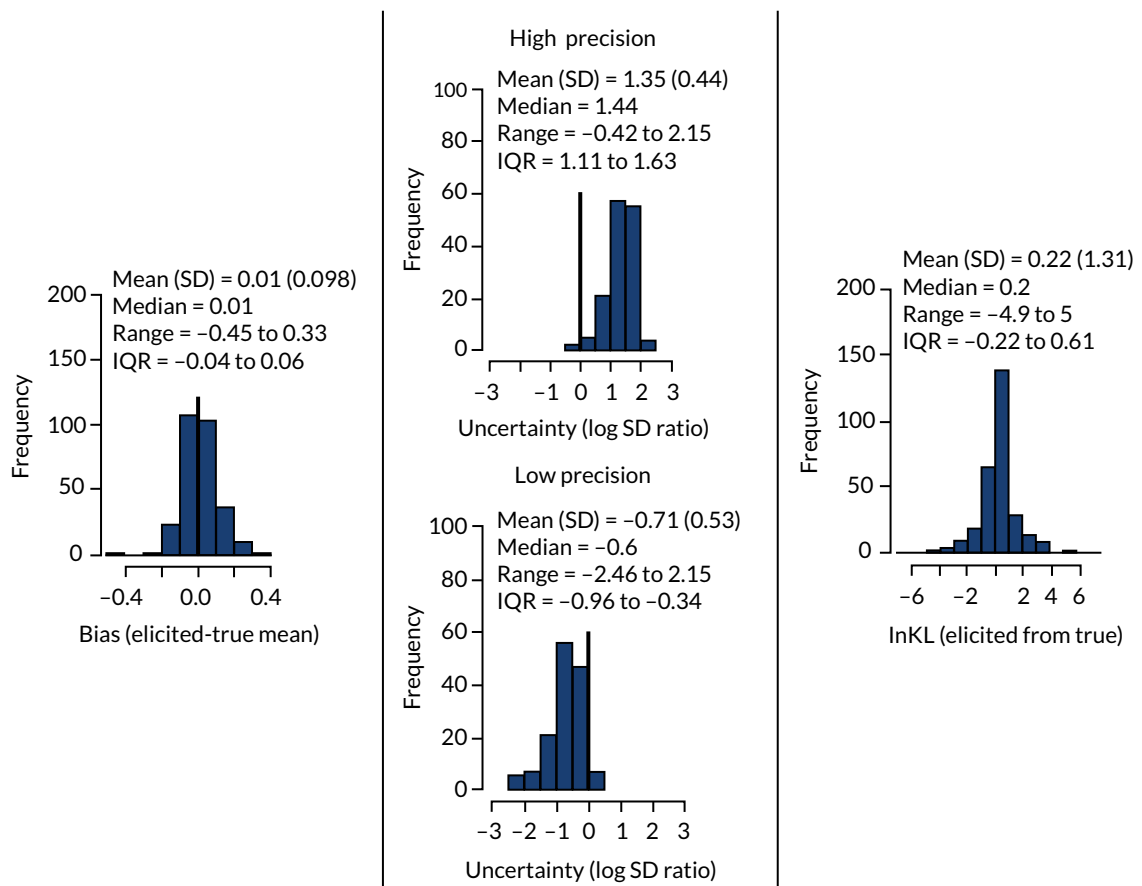 Mean (SD) = 0.01 (0.098)
Median = 0.01
Range = –0.45 to 0.33
IQR = –0.04 to 0.06
200
150
100
50
0
Frequency
–0.4 0.0 0.4
Bias (elicited-true mean)
High precision
Mean (SD) = 1.35 (0.44)
Median = 1.44
Range = –0.42 to 2.15
IQR = 1.11 to 1.63
100
80
60
40
20
0
Frequency
–3 –1 0 1 2 3
Uncertainty (log SD ratio)
Low precision
Mean (SD) = –0.71 (0.53)
Median = –0.6
Range = –2.46 to 2.15
IQR = –0.96 to –0.34
100
80
60
40
20
0
Frequency
–3 –2 –1 0 1 2 3
Uncertainty (log SD ratio)
Mean (SD) = 0.22 (1.31)
Median = 0.2
Range = –4.9 to 5
IQR = –0.22 to 0.61
200
150
100
50
0
Frequency
–6 –2 2 4 6
InKL (elicited from true)